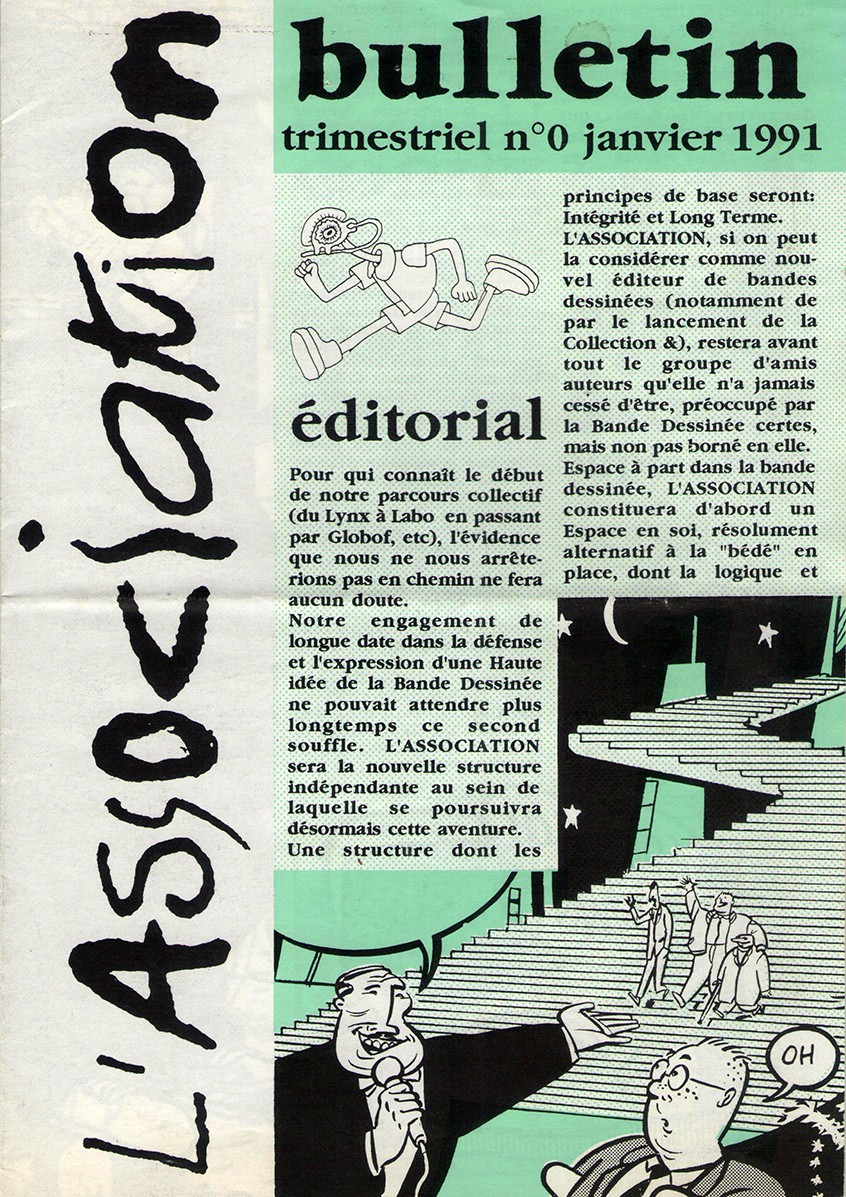 L'Association
bulletin
trimestriel n°0 janvier 1991
éditorial
Pour qui connaît le début
de notre parcours collectif
(du Lynx à Labo en passant
par Globof, etc), l'évidence
que nous ne nous arrête-
rions pas en chemin ne fera
aucun doute.
Notre engagement de
longue date dans la défense
et l'expression d'une Haute
idée de la Bande Dessinée
ne pouvait attendre plus
longtemps ce second
souffle. L'ASSOCIATION
sera la nouvelle structure
indépendante au sein de
laquelle se poursuivra
désormais cette aventure.
Une structure dont les
principes de base seront:
Intégrité et Long Terme.
L'ASSOCIATION, si on peut
la considérer comme nou-
vel éditeur de bandes
dessinées (notamment de
par le lancement de la
Collection &), restera avant
tout le groupe d'amis
auteurs qu'elle n'a jamais
cessé d'être, préoccupé par
la Bande Dessinée certes,
mais non pas borné en elle.
Espace à part dans la bande
dessinée, L'ASSOCIATION
constituera d'abord un
Espace en soi, résolument
alternatif à la "bédé" en
place, dont la logique et
OH